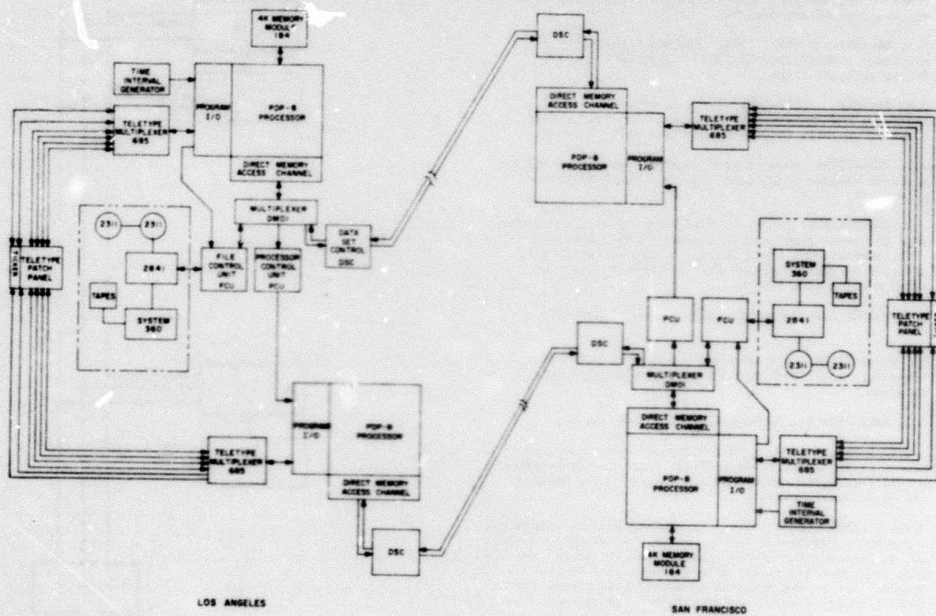 4K MEMORY
MODULE
184
TIME
INTERVAL
GENERATOR
PROGRAM
I/O
PDP-8
PROCESSOR
TELETYPE
MULTIPLEXER
685
DIRECT MEMORY
ACCESS CHANNEL
MULTIPLEXER
DM01
2311
2311
FILE
CONTROL
UNIT
FCU
PROCESSOR
CONTROL
UNIT
PCU
DATA
SET
CONTROL
DSC
TELETYPE
PATCH
PANEL
2841
TAPES
SYSTEM
360
PROGRAM
I/O
PDP-8
PROCESSOR
TELETYPE
MULTIPLEXER
685
DIRECT MEMORY
ACCESS CHANNEL
DSC
LOS ANGELES
DSC
DIRECT MEMORY
ACCESS CHANNEL
PDP-8
PROCESSOR
PROGRAM
I/O
TELETYPE
MULTIPLEXER
685
SYSTEM
360
TAPES
2841
2311
2311
TELETYPE
PATCH
PANEL
PCU
FCU
DSC
MULTIPLEXER
DM01
DIRECT MEMORY
ACCESS CHANNEL
PDP-8
PROCESSOR
PROGRAM
I/O
TELETYPE
MULTIPLEXER
685
TIME
INTERVAL
GENERATOR
4K MEMORY
MODULE
184
SAN FRANCISCO